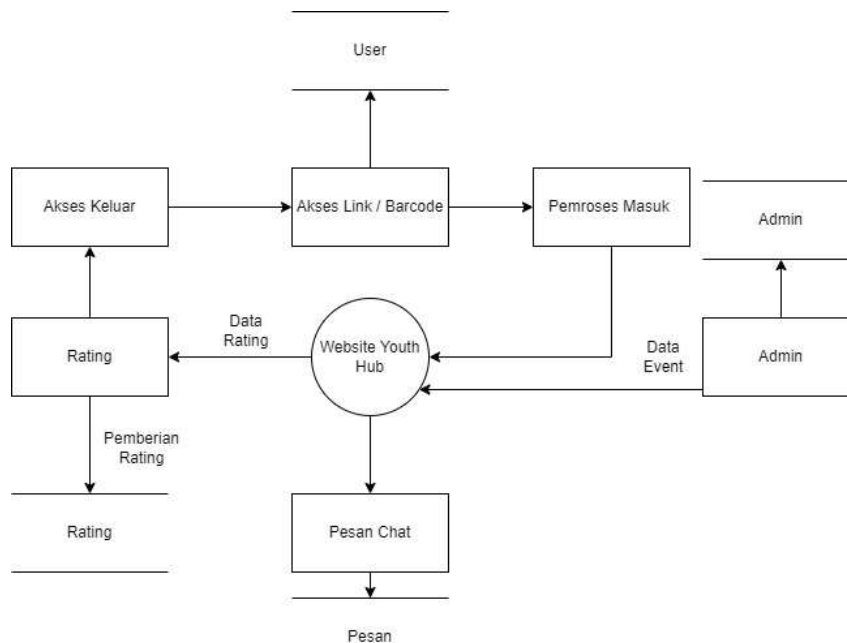 User
Akses Keluar
Akses Link / Barcode
Pemroses Masuk
Admin
Rating
Data
Rating
Website Youth
Hub
Data
Event
Admin
Pemberian
Rating
Rating
Pesan Chat
Pesan